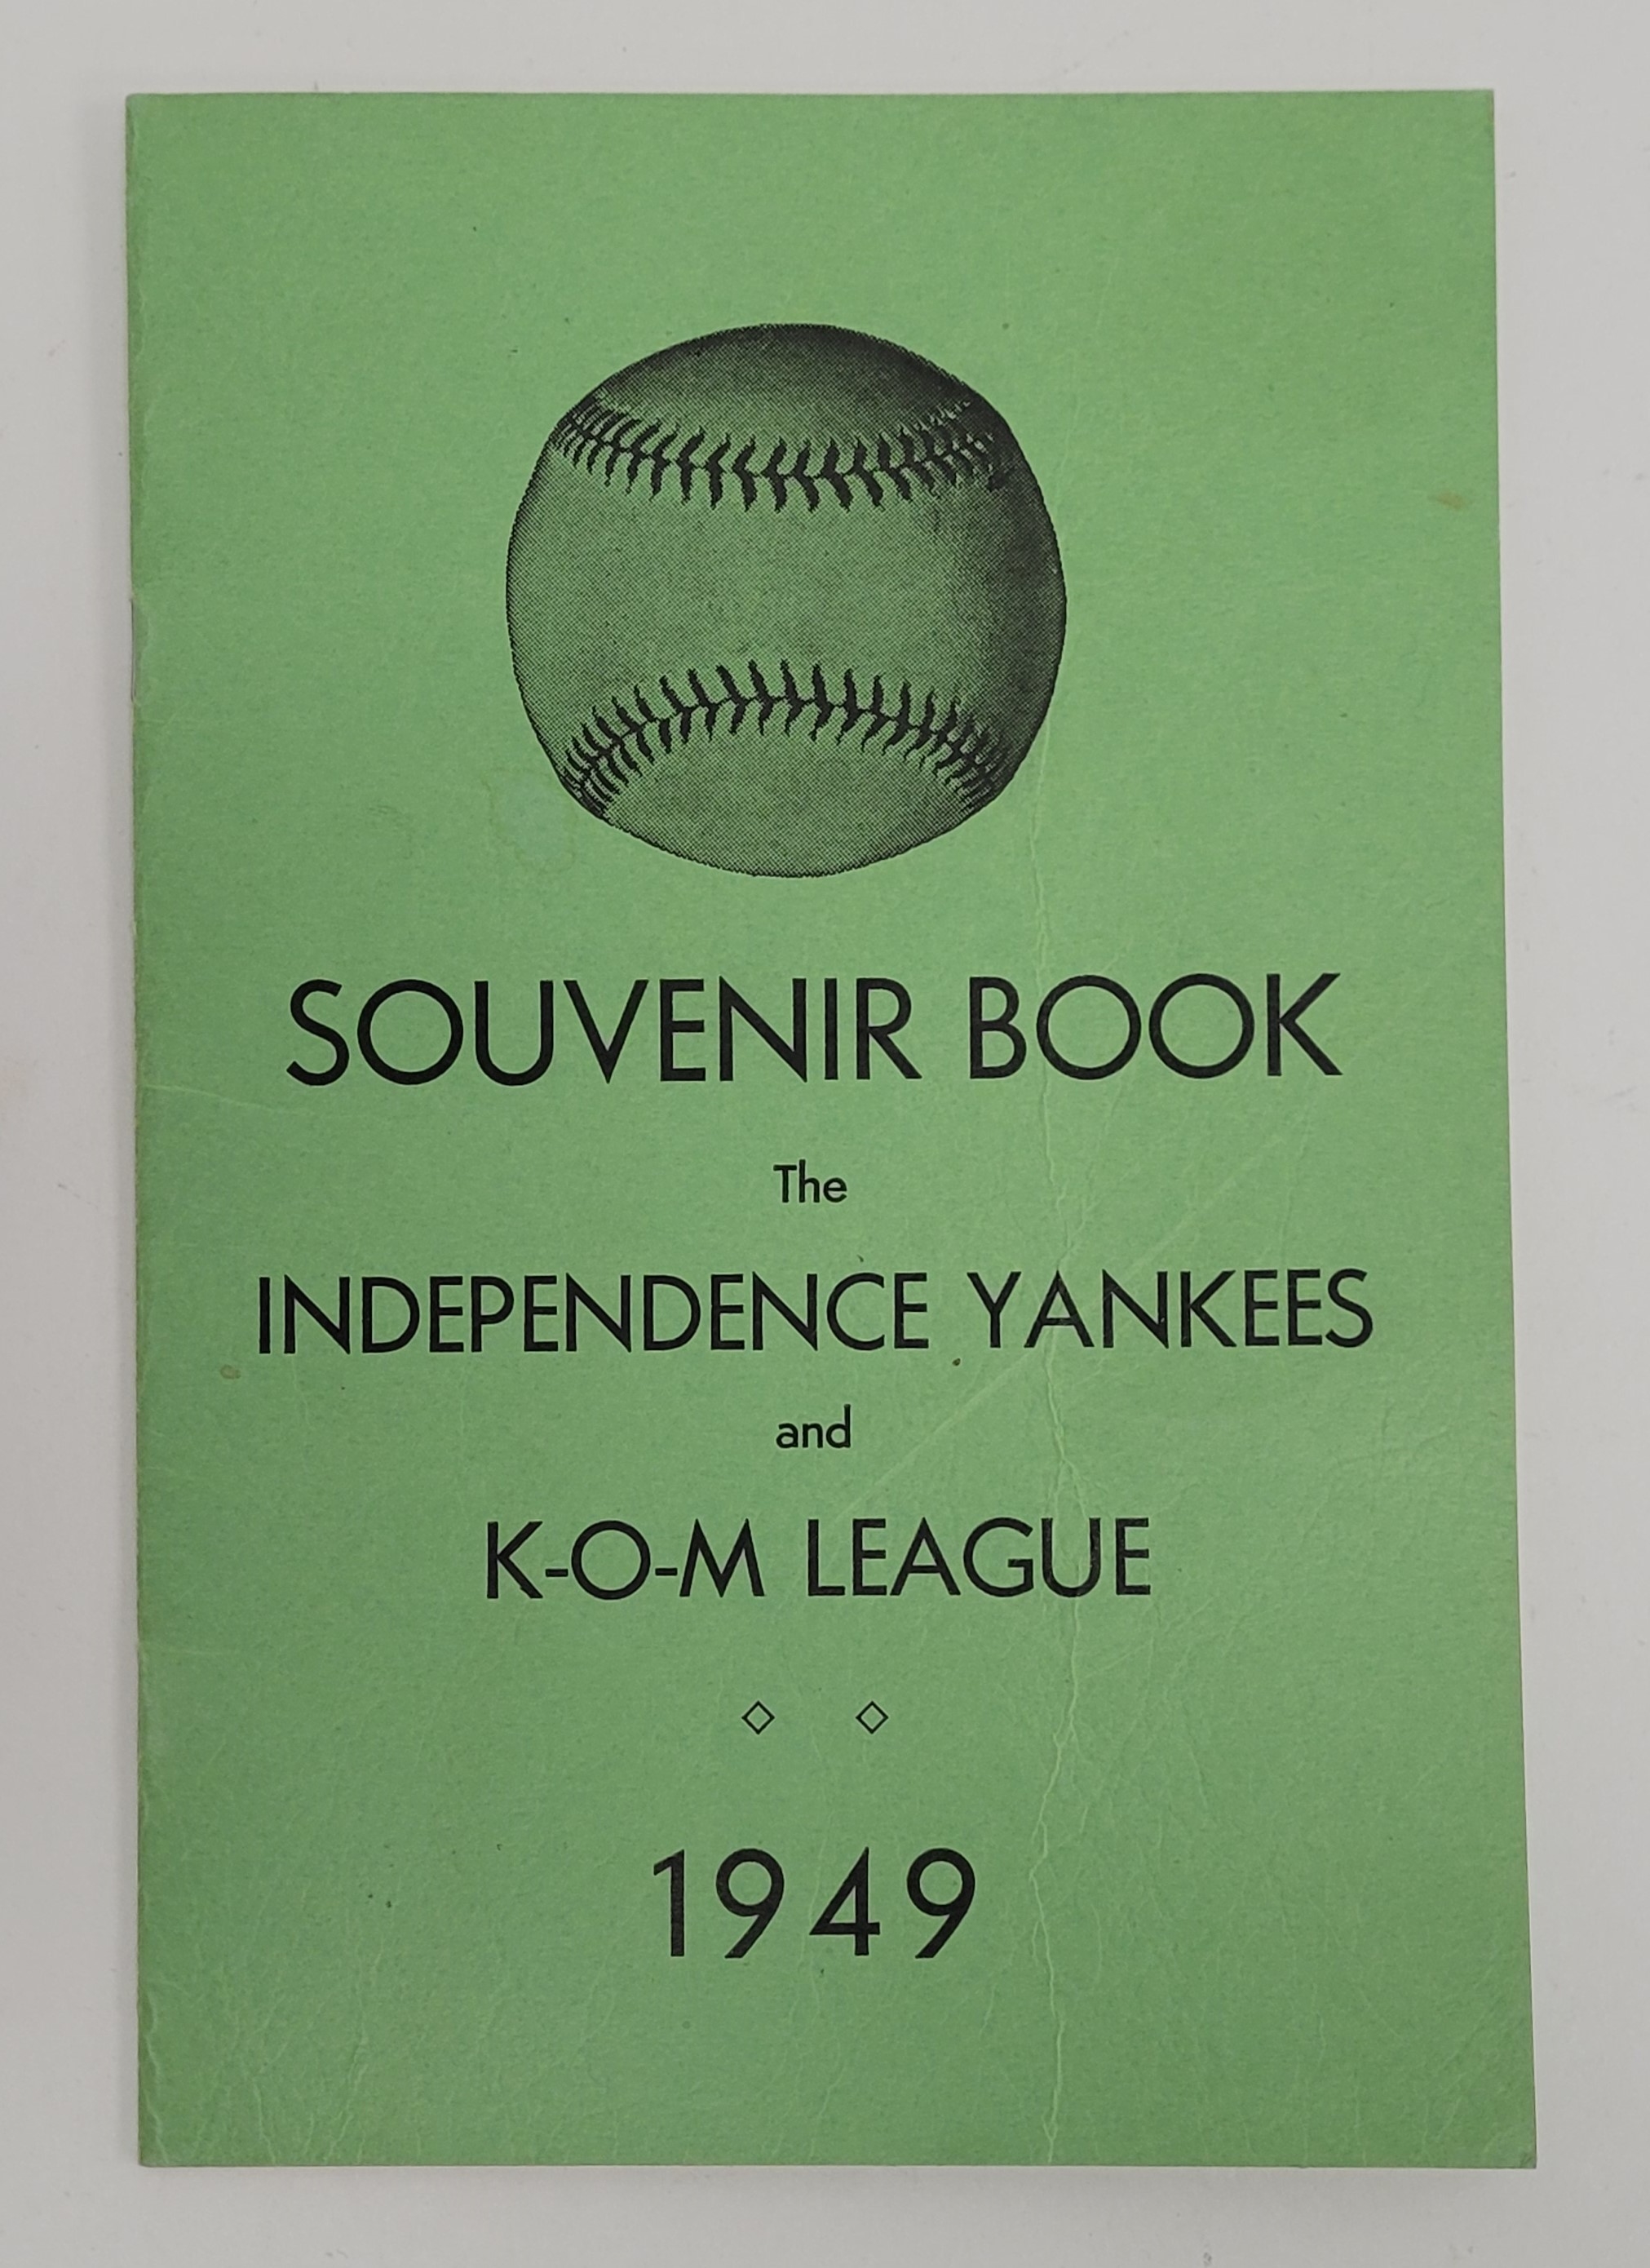 SOUVENIR BOOK
The
INDEPENDENCE YANKEES
and
K-O-M LEAGUE
1949